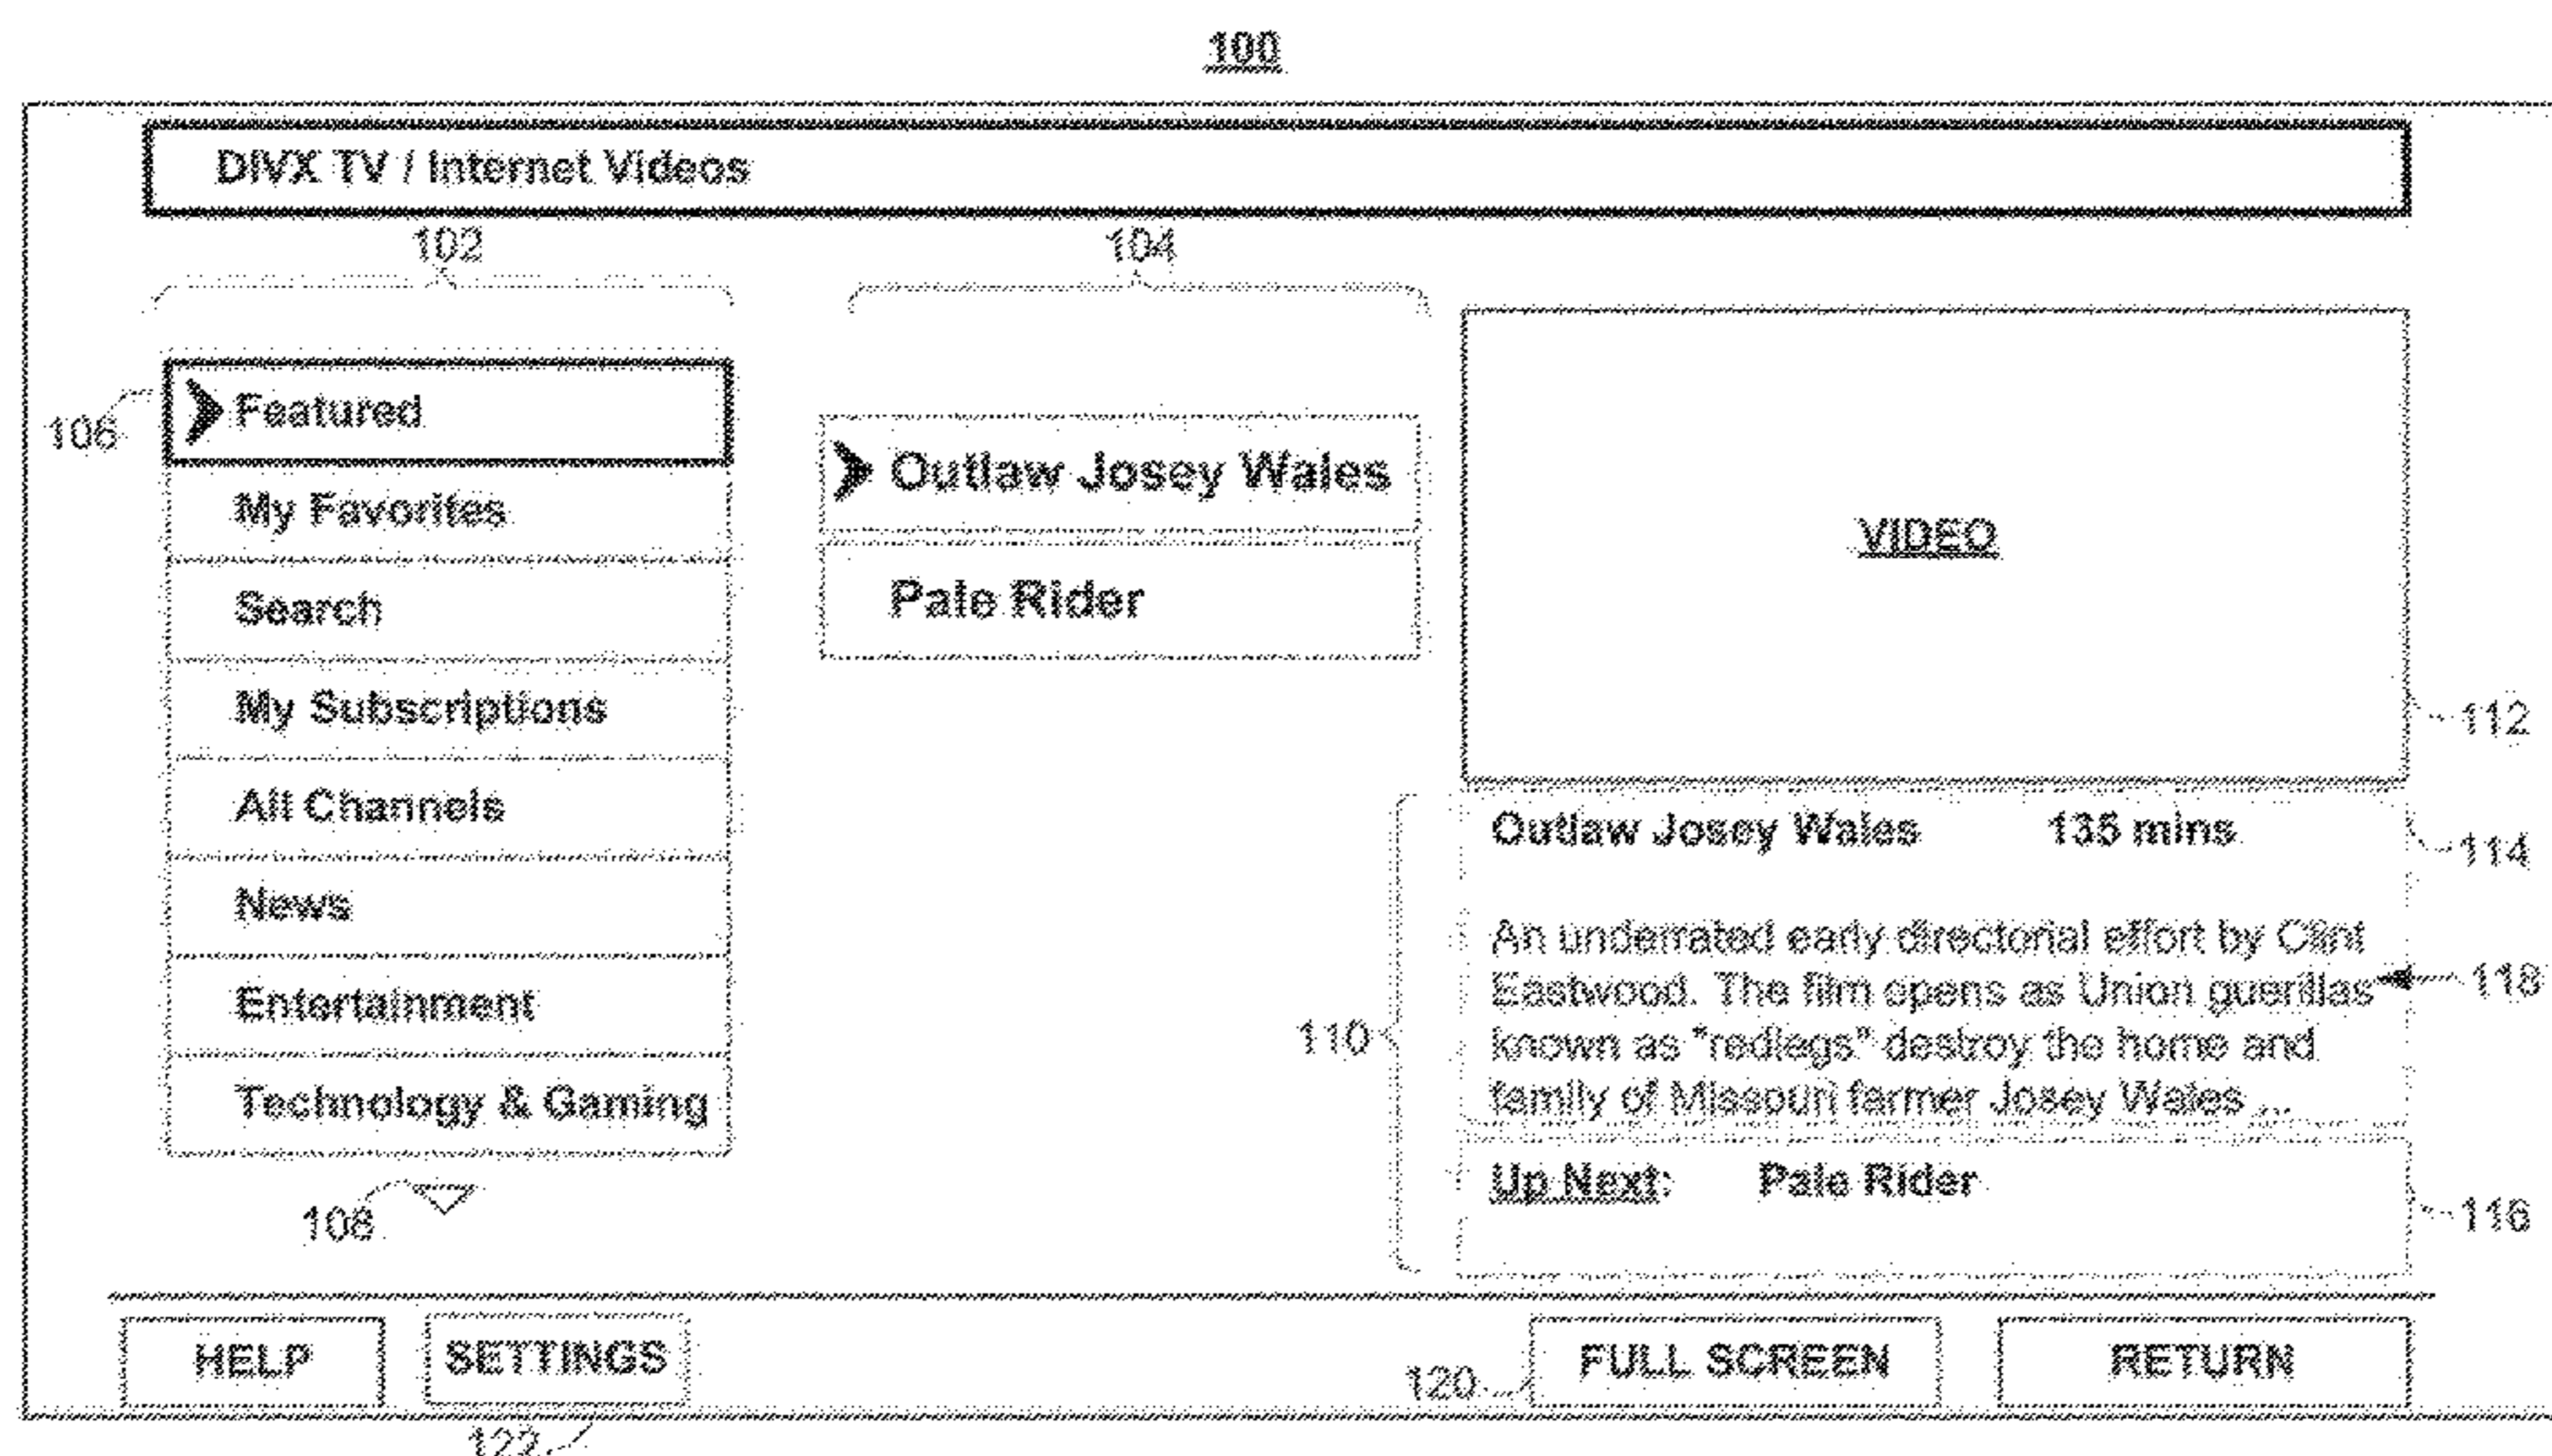 100
DIVX TV / Internet Videos
102
104
106
Featured
My Favorites
Search
My Subscriptions
All Channels
News
Entertainment
Technology & Gaming
108
Outlaw Josey Wales
Pale Rider
VIDEO
112
Outlaw Josey Wales 135 mins
114
An underrated early directorial effort by Clint
Eastwood. The film opens as Union guerillas
118
known as "redlegs" destroy the home and
family of Missouri farmer Josey Wales ...
110
Up Next: Pale Rider
116
HELP
SETTINGS
120
FULL SCREEN
RETURN
122